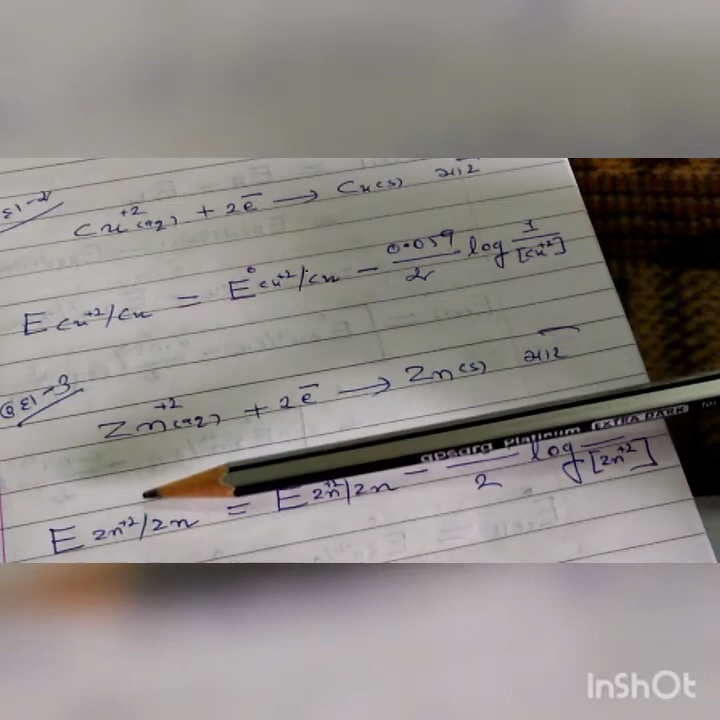 Cu⁺²(aq) + 2e⁻ → Cu(s)
E Cu⁺²/Cu = E° Cu⁺²/Cu - 0.059/2 log 1/[Cu⁺²]
Zn⁺²(aq) + 2e⁻ → Zn(s)
apsara Platinum EXTRA DARK
E Zn⁺²/Zn = E Zn⁺²/Zn - /2 log /[Zn⁺²]
InShOt